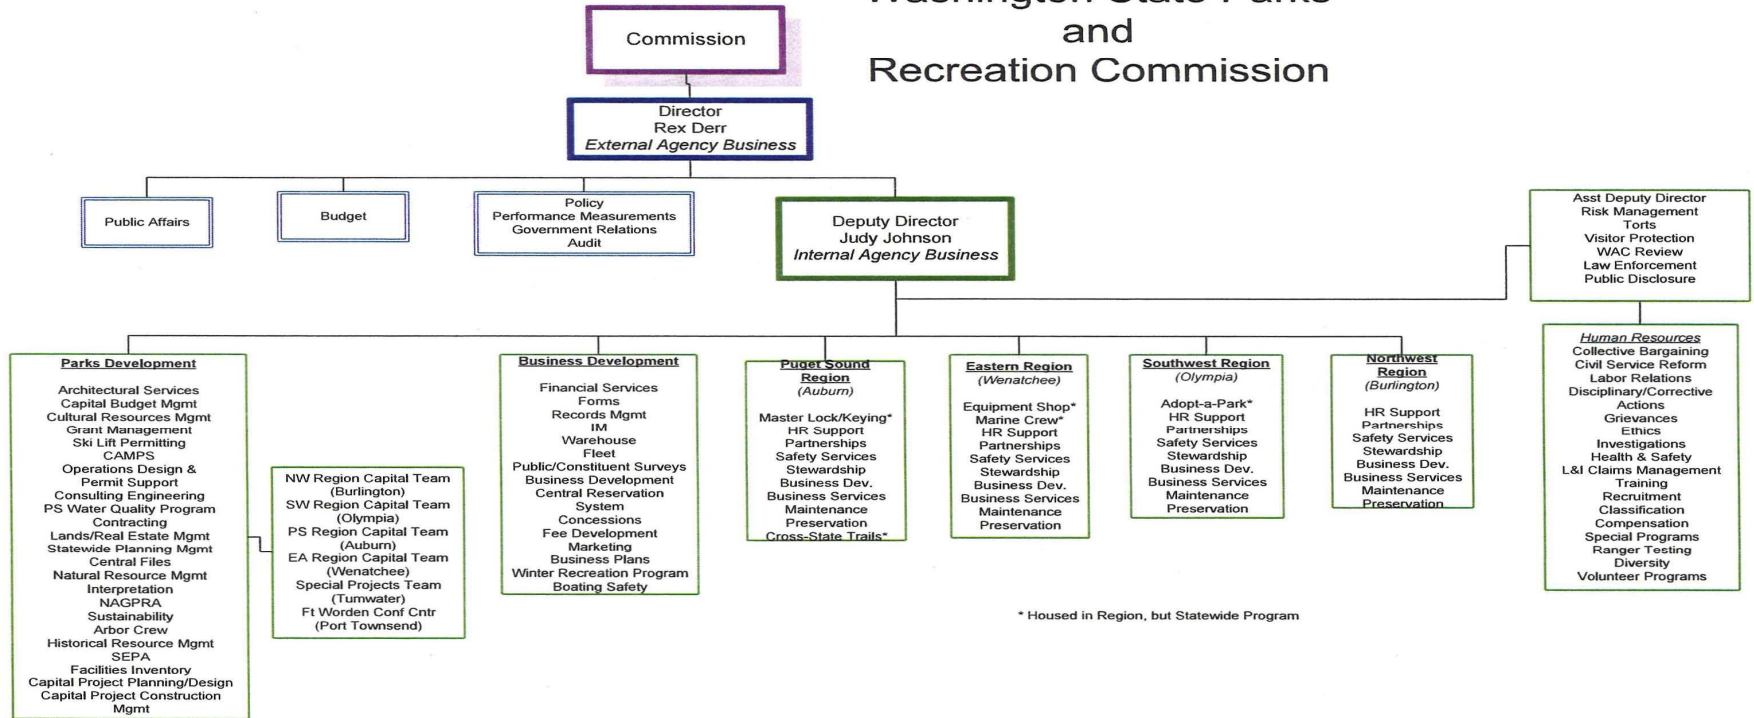 Washington State Parks
and
Recreation Commission
Commission
Director
Rex Derr
External Agency Business
Public Affairs
Budget
Policy
Performance Measurements
Government Relations
Audit
Deputy Director
Judy Johnson
Internal Agency Business
Asst Deputy Director
Risk Management
Torts
Visitor Protection
WAC Review
Law Enforcement
Public Disclosure
Parks Development
Architectural Services
Capital Budget Mgmt
Cultural Resources Mgmt
Grant Management
Ski Lift Permitting
CAMPS
Operations Design &
Permit Support
Consulting Engineering
PS Water Quality Program
Contracting
Lands/Real Estate Mgmt
Statewide Planning Mgmt
Central Files
Natural Resource Mgmt
Interpretation
NAGPRA
Sustainability
Arbor Crew
Historical Resource Mgmt
SEPA
Facilities Inventory
Capital Project Planning/Design
Capital Project Construction
Mgmt
NW Region Capital Team
(Burlington)
SW Region Capital Team
(Olympia)
PS Region Capital Team
(Auburn)
EA Region Capital Team
(Wenatchee)
Special Projects Team
(Tumwater)
Ft Worden Conf Cntr
(Port Townsend)
Business Development
Financial Services
Forms
Records Mgmt
IM
Warehouse
Fleet
Public/Constituent Surveys
Business Development
Central Reservation
System
Concessions
Fee Development
Marketing
Business Plans
Winter Recreation Program
Boating Safety
Puget Sound
Region
(Auburn)
Master Lock/Keying*
HR Support
Partnerships
Safety Services
Stewardship
Business Dev.
Business Services
Maintenance
Preservation
Cross-State Trails*
Eastern Region
(Wenatchee)
Equipment Shop*
Marine Crew*
HR Support
Partnerships
Safety Services
Stewardship
Business Dev.
Business Services
Maintenance
Preservation
Southwest Region
(Olympia)
Adopt-a-Park*
HR Support
Partnerships
Safety Services
Stewardship
Business Dev.
Business Services
Maintenance
Preservation
Northwest
Region
(Burlington)
HR Support
Partnerships
Safety Services
Stewardship
Business Dev.
Business Services
Maintenance
Preservation
Human Resources
Collective Bargaining
Civil Service Reform
Labor Relations
Disciplinary/Corrective
Actions
Grievances
Ethics
Investigations
Health & Safety
L&I Claims Management
Training
Recruitment
Classification
Compensation
Special Programs
Ranger Testing
Diversity
Volunteer Programs
* Housed in Region, but Statewide Program